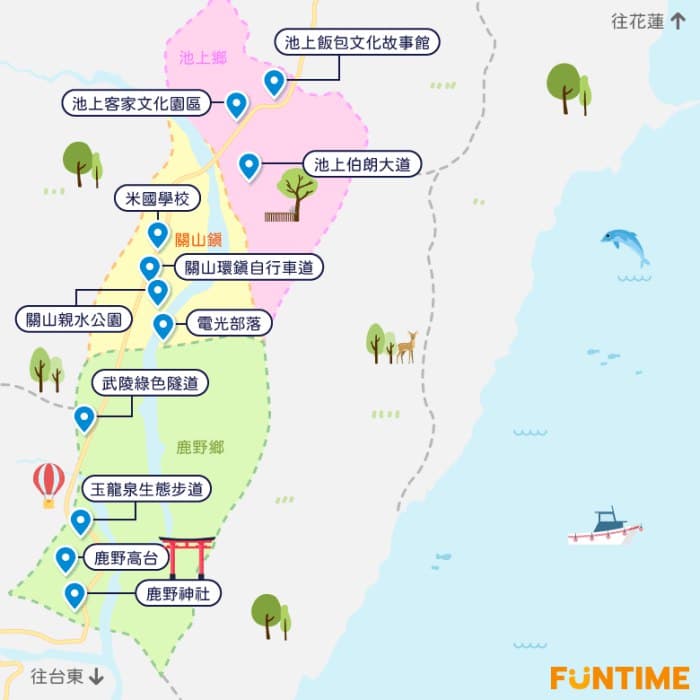 往花蓮
池上飯包文化故事館
池上鄉
池上客家文化園區
池上伯朗大道
米國學校
關山鎮
關山環鎮自行車道
關山親水公園
電光部落
武陵綠色隧道
鹿野鄉
玉龍泉生態步道
鹿野高台
鹿野神社
往台東
FUNTIME